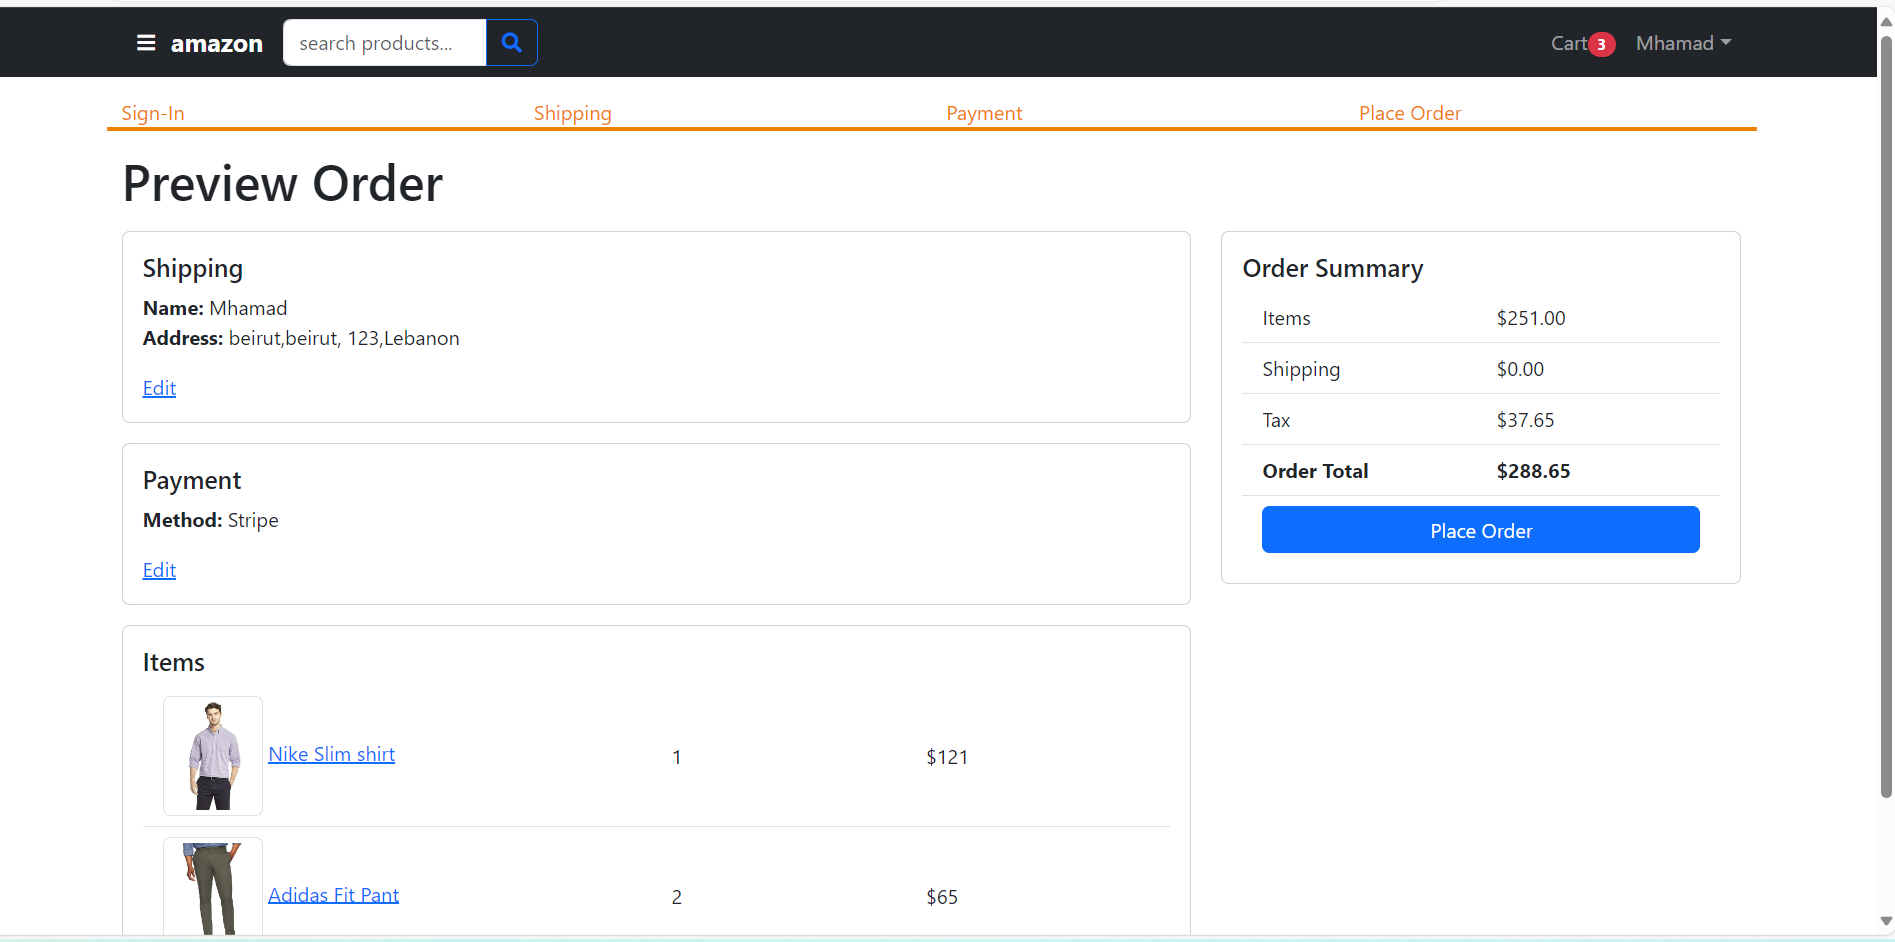 amazon
search products...
Cart 3
Mhamad
Sign-In
Shipping
Payment
Place Order
Preview Order
Shipping
Name: Mhamad
Address: beirut,beirut, 123,Lebanon
Edit
Payment
Method: Stripe
Edit
Items
Nike Slim shirt 1 $121
Adidas Fit Pant 2 $65
Order Summary
Items $251.00
Shipping $0.00
Tax $37.65
Order Total $288.65
Place Order